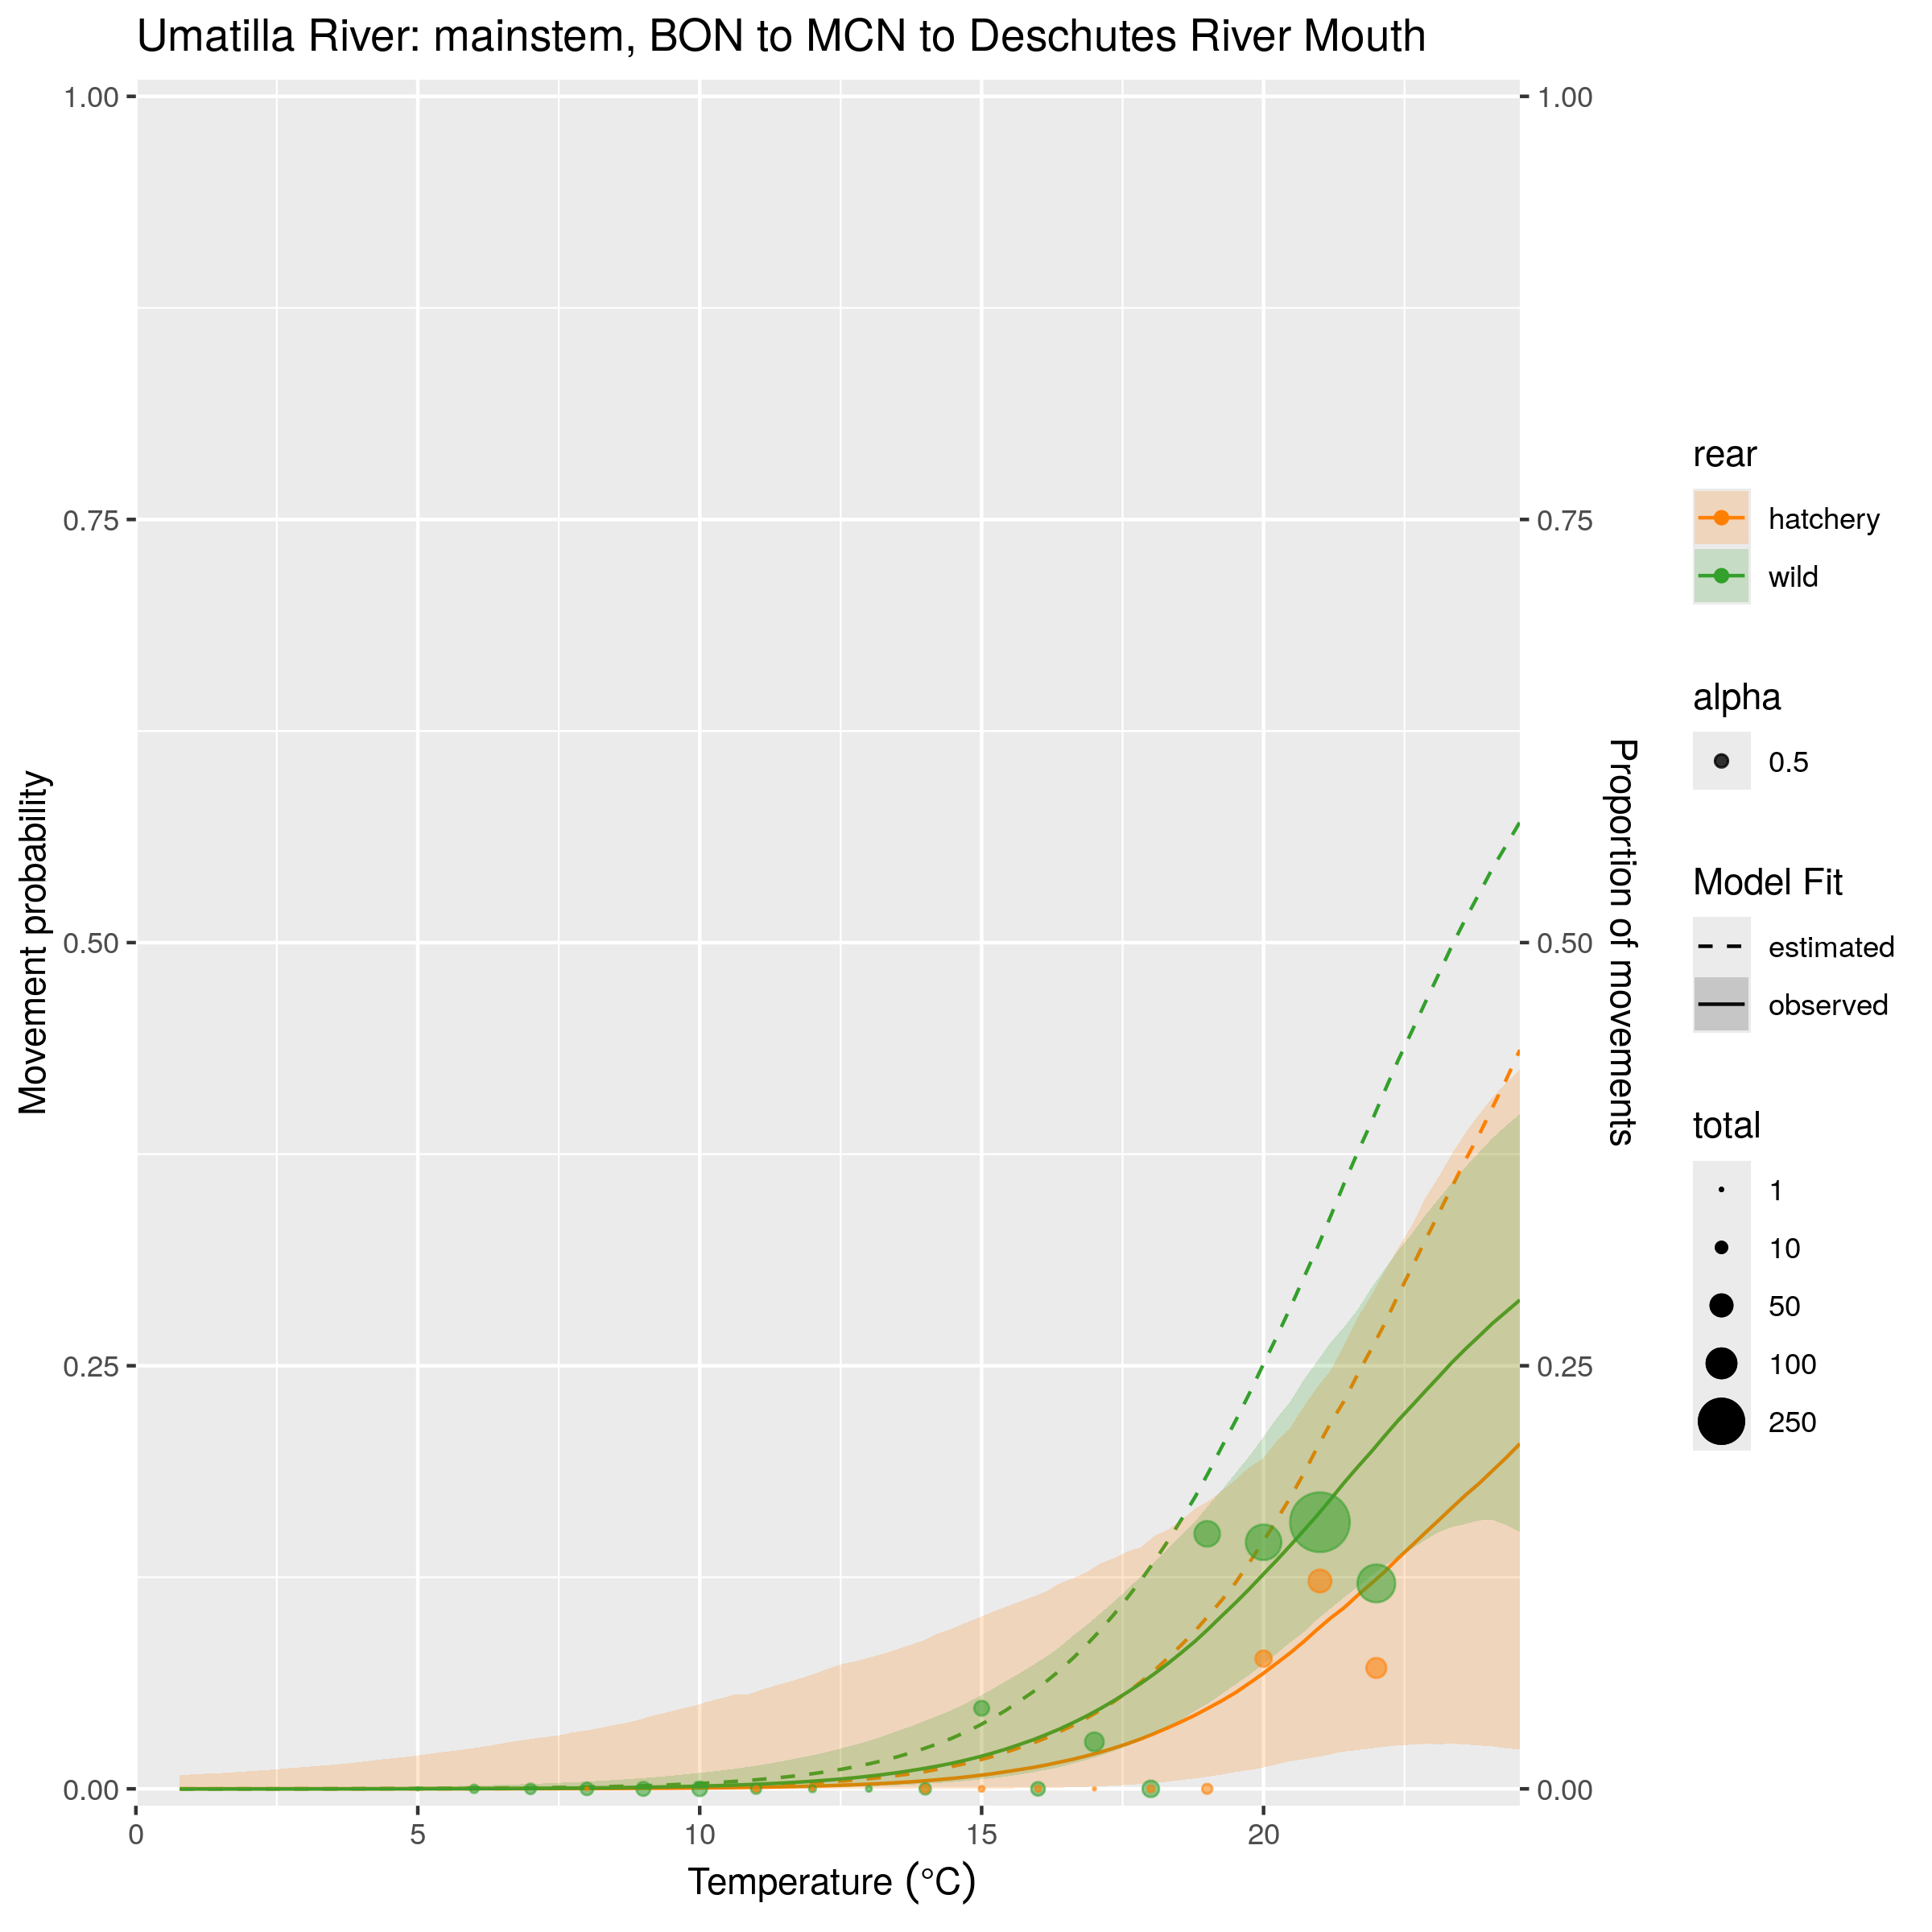 Umatilla River: mainstem, BON to MCN to Deschutes River Mouth
Movement probability
1.00
0.75
0.50
0.25
0.00
0
5
10
15
20
Temperature (°C)
1.00
0.75
0.50
0.25
0.00
Proportion of movements
rear
hatchery
wild
alpha
0.5
Model Fit
estimated
observed
total
1
10
50
100
250